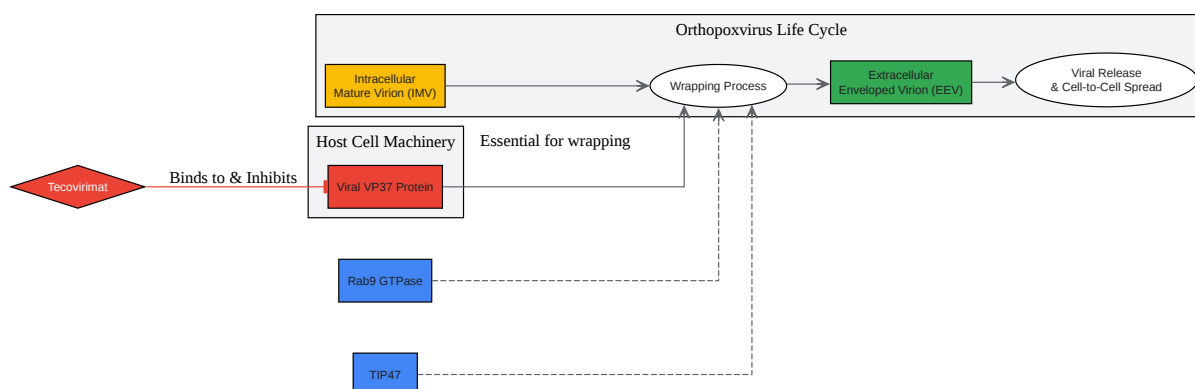 Orthopoxvirus Life Cycle
Intracellular
Mature Virion (IMV)
Wrapping Process
Extracellular
Enveloped Virion (EEV)
Viral Release
& Cell-to-Cell Spread
Host Cell Machinery
Essential for wrapping
Tecovirimat
Binds to & Inhibits
Viral VP37 Protein
Rab9 GTPase
TIP47